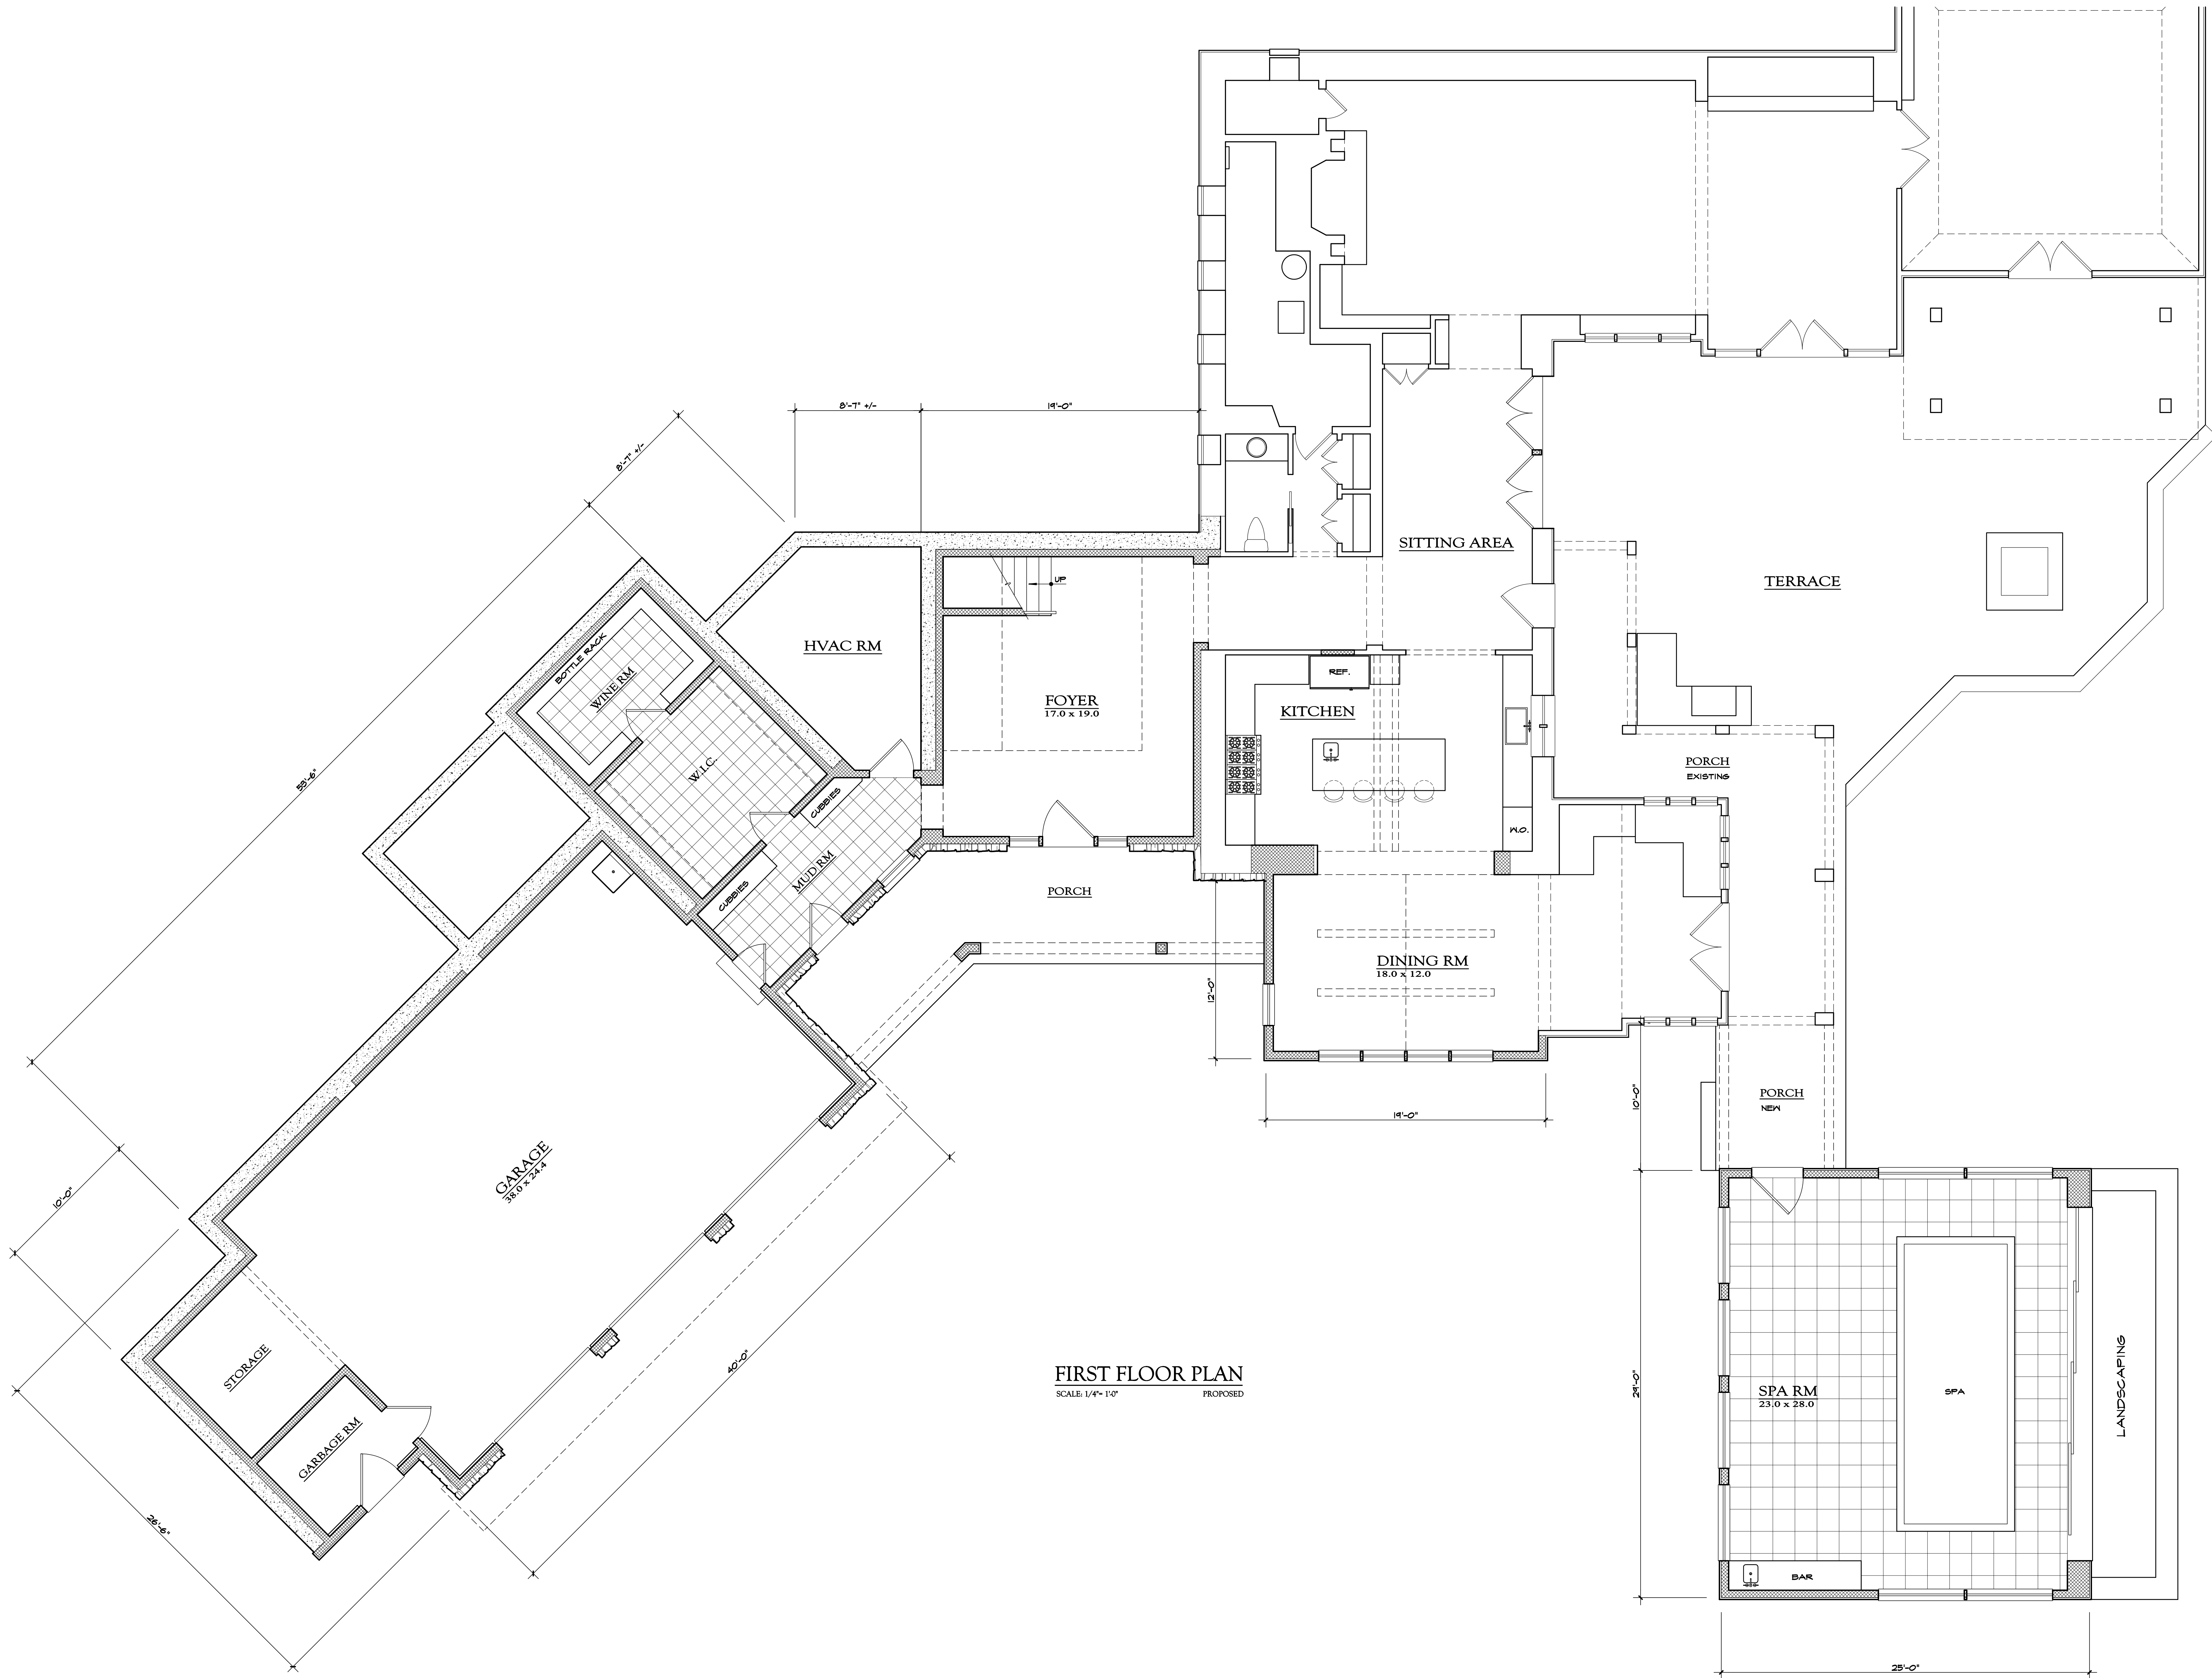 8'-7" +/-
19'-0"
8'-7" +/-
SITTING AREA
TERRACE
UP
HVAC RM
BOTTLE RACK
WINE RM
REF.
FOYER
17.0 x 19.0
KITCHEN
53'-6"
W.I.C.
PORCH
EXISTING
CUBBIES
W.O.
MUD RM
CUBBIES
PORCH
DINING RM
18.0 x 12.0
12'-0"
PORCH
NEW
10'-0"
19'-0"
GARAGE
38.0 x 24.4
10'-0"
STORAGE
40'-0"
FIRST FLOOR PLAN
SCALE: 1/4"= 1'0"
PROPOSED
29'-0"
SPA RM
23.0 x 28.0
SPA
LANDSCAPING
GARBAGE RM
26'-6"
BAR
25'-0"